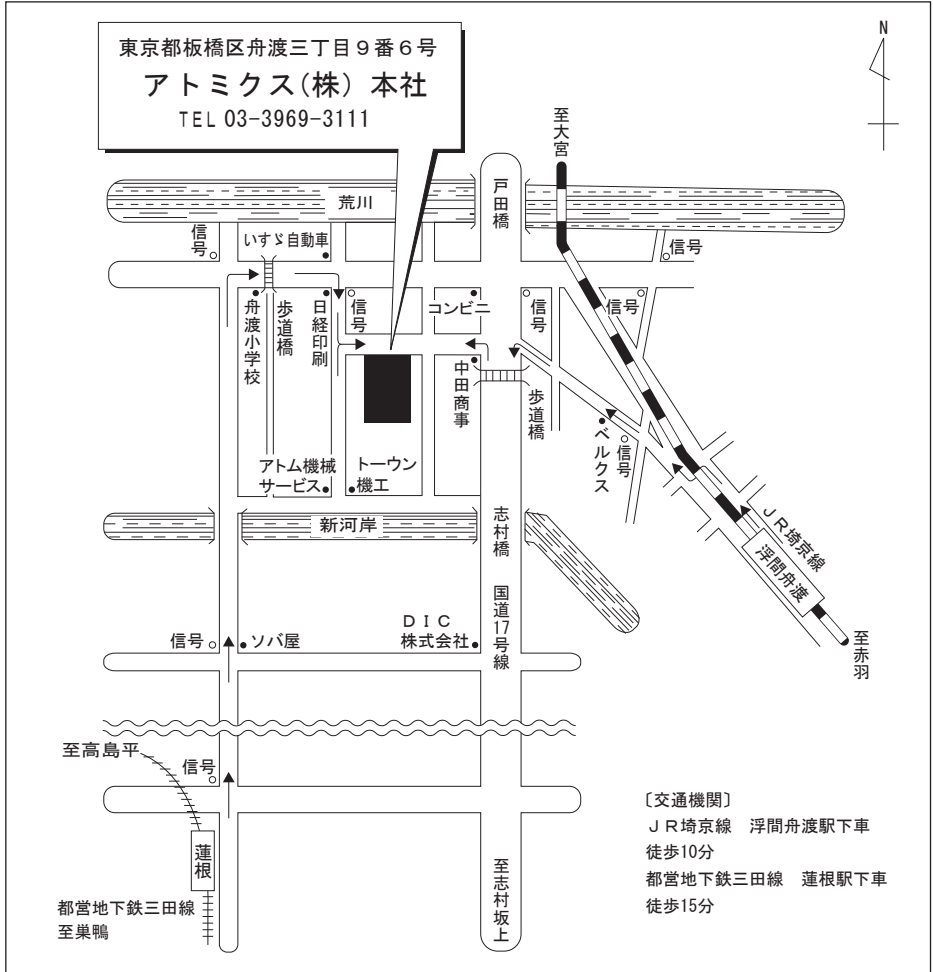 東京都板橋区舟渡三丁目9番6号
アトミクス(株) 本社
TEL 03-3969-3111
N
至大宮
戸田橋
荒川
信号
いすゞ自動車
信号
舟渡小学校
歩道橋
日経印刷
信号
コンビニ
信号
信号
中田商事
歩道橋
ベルクス
信号
アトム機械
サービス
トーウン
機工
新河岸
志村橋
JR埼京線
浮間舟渡
至赤羽
国道17号線
DIC
株式会社
信号
ソバ屋
至高島平
信号
蓮根
都営地下鉄三田線
至巣鴨
至志村坂上
〔交通機関〕
JR埼京線 浮間舟渡駅下車
徒歩10分
都営地下鉄三田線 蓮根駅下車
徒歩15分